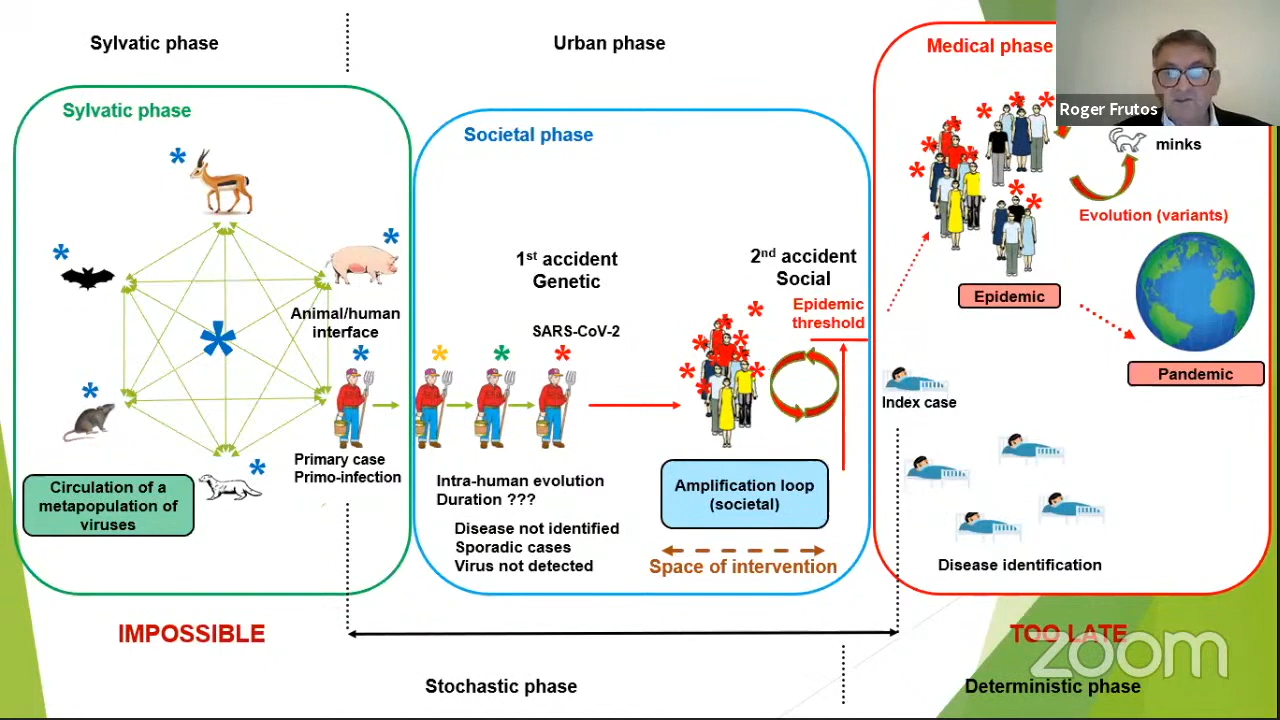 Sylvatic phase
Urban phase
Medical phase
Roger Frutos
Sylvatic phase
Societal phase
minks
Evolution (variants)
1st accident
Genetic
2nd accident
Social
Epidemic
threshold
Epidemic
Animal/human
interface
SARS-CoV-2
Pandemic
Index case
Primary case
Primo-infection
Circulation of a
metapopulation of
viruses
Intra-human evolution
Duration ???
Disease not identified
Sporadic cases
Virus not detected
Amplification loop
(societal)
Space of intervention
Disease identification
IMPOSSIBLE
TOO LATE
zoom
Stochastic phase
Deterministic phase